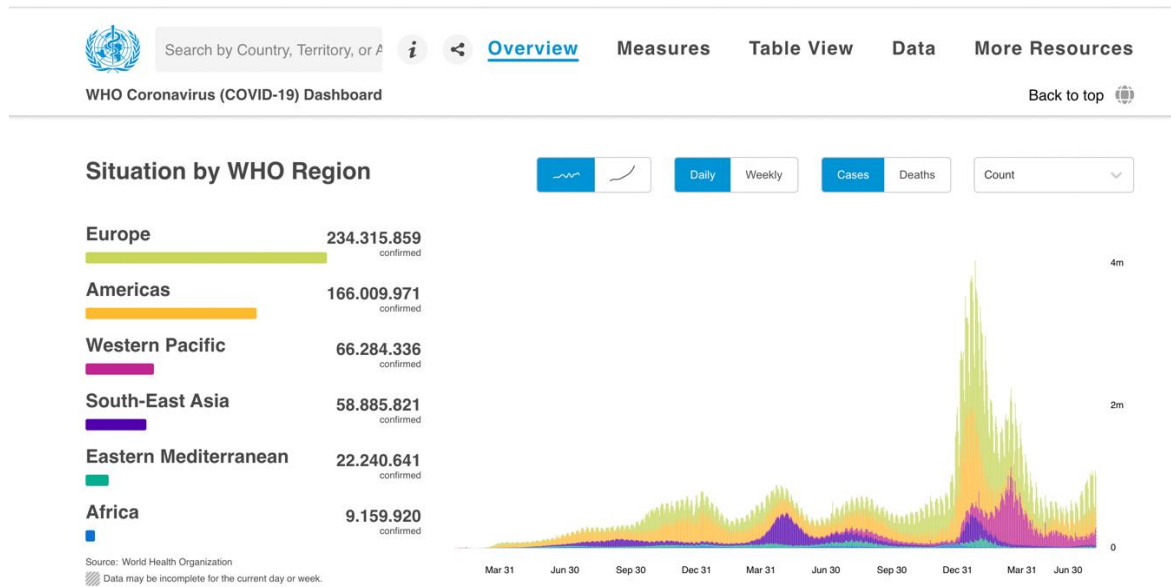 Search by Country, Territory, or A
i
Overview
Measures
Table View
Data
More Resources
WHO Coronavirus (COVID-19) Dashboard
Back to top
Situation by WHO Region
Daily
Weekly
Cases
Deaths
Count
Europe
234.315.859
confirmed
Americas
166.009.971
confirmed
Western Pacific
66.284.336
confirmed
South-East Asia
58.885.821
confirmed
Eastern Mediterranean
22.240.641
confirmed
Africa
9.159.920
confirmed
Source: World Health Organization
Data may be incomplete for the current day or week.
4m
2m
0
Mar 31
Jun 30
Sep 30
Dec 31
Mar 31
Jun 30
Sep 30
Dec 31
Mar 31
Jun 30